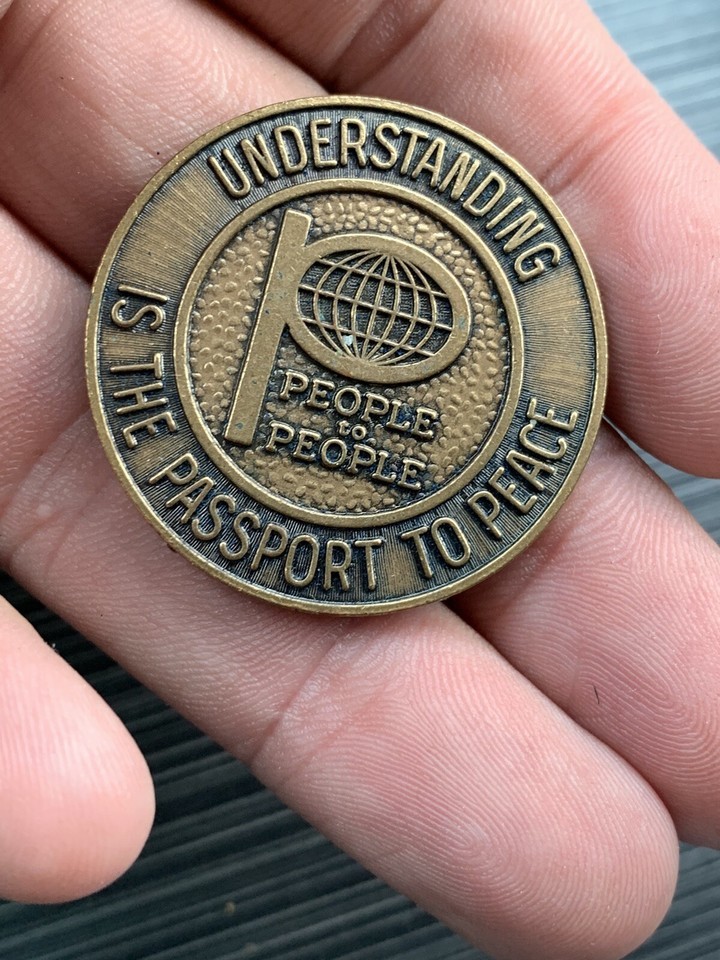 UNDERSTANDING
IS THE PASSPORT TO PEACE
PEOPLE
to
PEOPLE